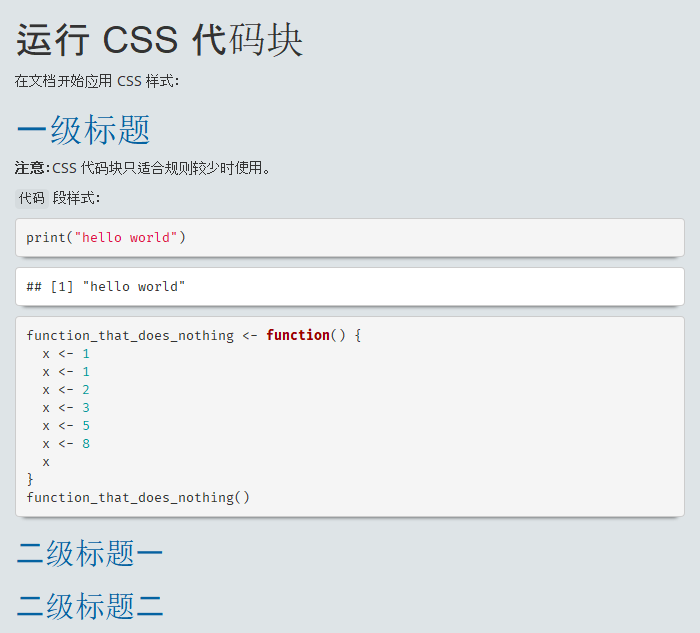 运行 CSS 代码块
在文档开始应用 CSS 样式：
一级标题
注意：CSS 代码块只适合规则较少时使用。
代码 段样式：
print("hello world")
## [1] "hello world"
function_that_does_nothing <- function() {
  x <- 1
  x <- 1
  x <- 2
  x <- 3
  x <- 5
  x <- 8
  x
}
function_that_does_nothing()
二级标题一
二级标题二